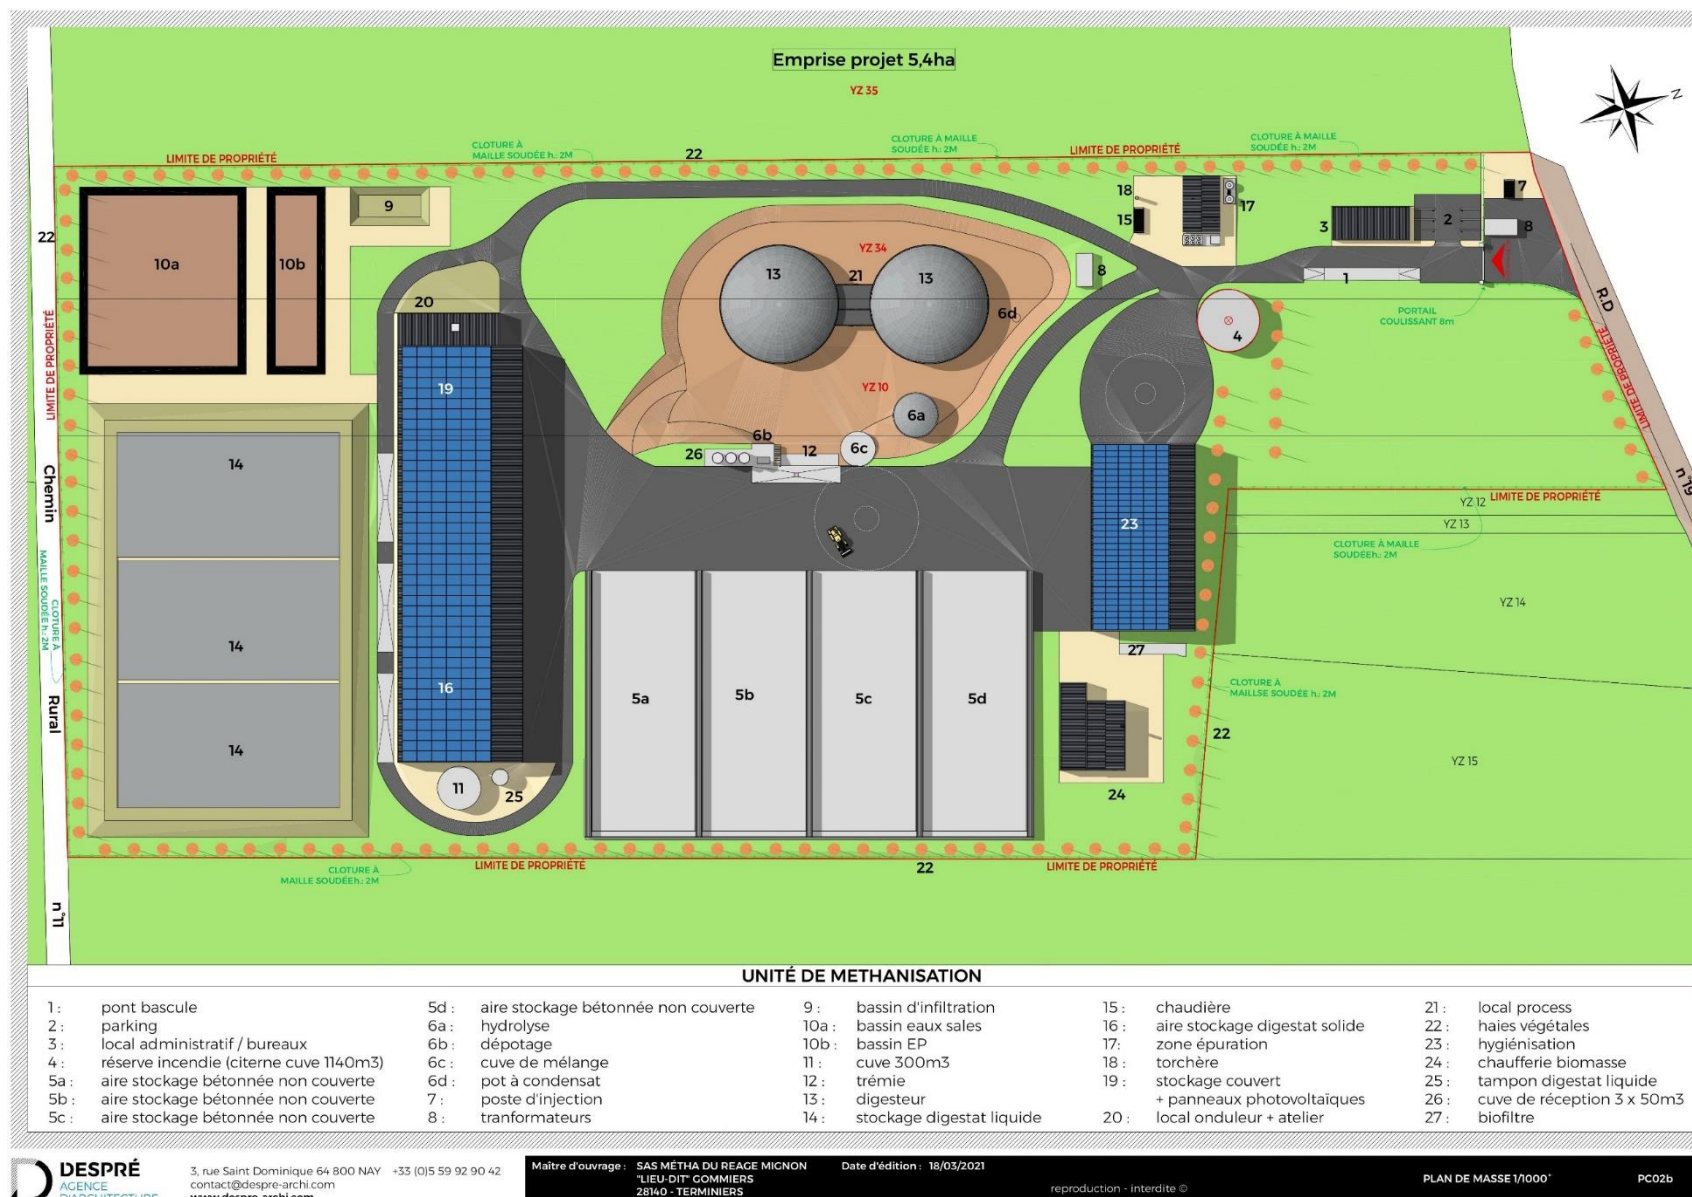 Emprise projet 5,4ha
YZ 35
N
LIMITE DE PROPRIÉTÉ
CLOTURE À
MAILLE SOUDÉE h.: 2M
22
CLOTURE À MAILLE
SOUDÉE h.: 2M
LIMITE DE PROPRIÉTÉ
CLOTURE À MAILLE
SOUDÉE h.: 2M
22
10a
10b
9
20
19
16
14
14
14
11
25
13
21
13
YZ 34
6d
YZ 10
6a
6b
6c
12
26
8
18
15
17
3
2
7
8
1
4
PORTAIL
COULISSANT 8m
R.D
n°19
LIMITE DE PROPRIÉTÉ
LIMITE DE PROPRIÉTÉ
YZ 12
YZ 13
CLOTURE À MAILLE
SOUDÉEh.: 2M
YZ 14
23
27
CLOTURE À
MAILLSE SOUDÉE h.: 2M
22
YZ 15
24
5a
5b
5c
5d
LIMITE DE PROPRIÉTÉ
Chemin
CLOTURE À
MAILLE SOUDÉE h.: 2M
Rural
n°11
CLOTURE À
MAILLE SOUDÉEh.: 2M
LIMITE DE PROPRIÉTÉ
22
LIMITE DE PROPRIÉTÉ
UNITÉ DE METHANISATION
1 : pont bascule
2 : parking
3 : local administratif / bureaux
4 : réserve incendie (citerne cuve 1140m3)
5a : aire stockage bétonnée non couverte
5b : aire stockage bétonnée non couverte
5c : aire stockage bétonnée non couverte
5d : aire stockage bétonnée non couverte
6a : hydrolyse
6b : dépotage
6c : cuve de mélange
6d : pot à condensat
7 : poste d'injection
8 : tranformateurs
9 : bassin d'infiltration
10a : bassin eaux sales
10b : bassin EP
11 : cuve 300m3
12 : trémie
13 : digesteur
14 : stockage digestat liquide
15 : chaudière
16 : aire stockage digestat solide
17: zone épuration
18 : torchère
19 : stockage couvert
+ panneaux photovoltaïques
20 : local onduleur + atelier
21 : local process
22 : haies végétales
23 : hygiénisation
24 : chaufferie biomasse
25 : tampon digestat liquide
26 : cuve de réception 3 x 50m3
27 : biofiltre
DESPRÉ
AGENCE
D'ARCHITECTURE
3, rue Saint Dominique 64 800 NAY +33 (0)5 59 92 90 42
contact@despre-archi.com
www.despre-archi.com
Maître d'ouvrage : SAS MÉTHA DU REAGE MIGNON
"LIEU-DIT" GOMMIERS
28140 - TERMINIERS
Date d'édition : 18/03/2021
reproduction - interdite ©
PLAN DE MASSE 1/1000°
PC02b